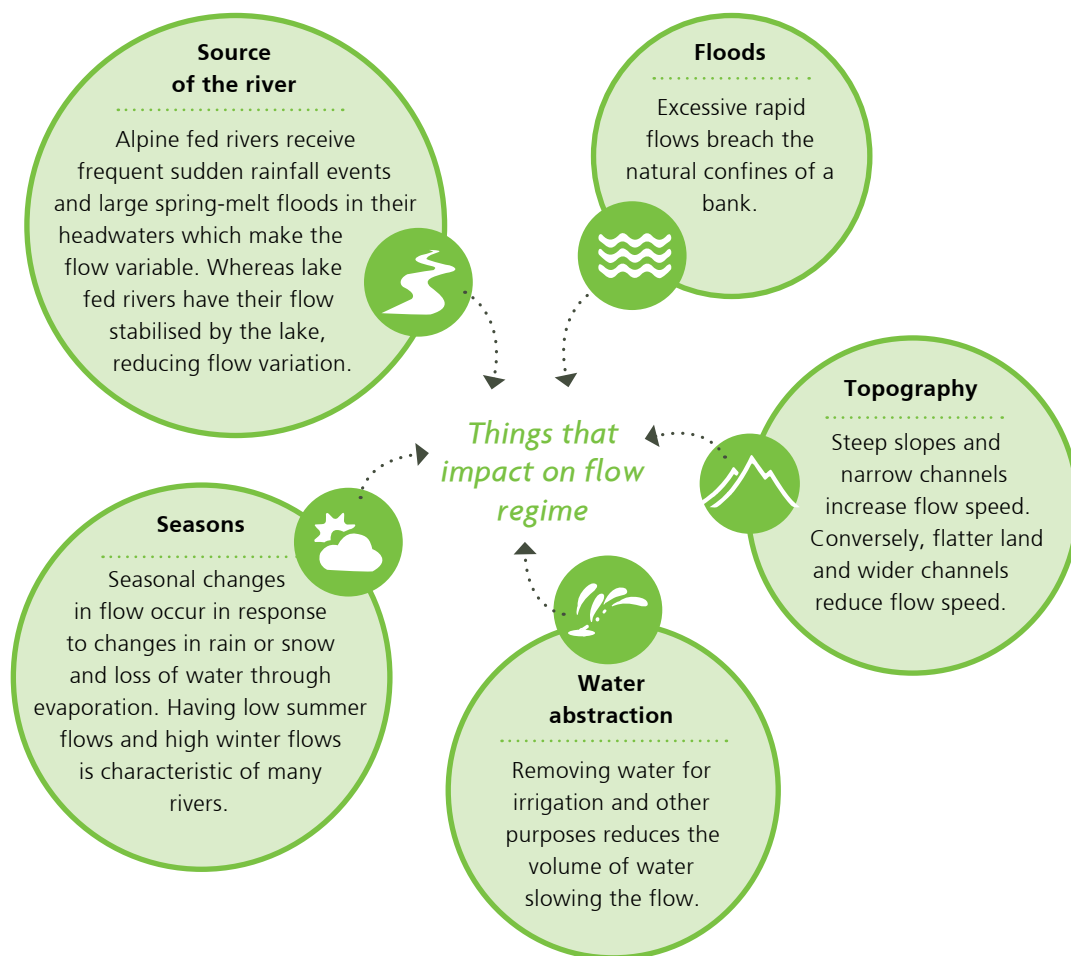 Source
of the river
Alpine fed rivers receive
frequent sudden rainfall events
and large spring-melt floods in their
headwaters which make the
flow variable. Whereas lake
fed rivers have their flow
stabilised by the lake,
reducing flow variation.
Floods
Excessive rapid
flows breach the
natural confines of a
bank.
Topography
Steep slopes and
narrow channels
increase flow speed.
Conversely, flatter land
and wider channels
reduce flow speed.
Things that
impact on flow
regime
Seasons
Seasonal changes
in flow occur in response
to changes in rain or snow
and loss of water through
evaporation. Having low summer
flows and high winter flows
is characteristic of many
rivers.
Water
abstraction
Removing water for
irrigation and other
purposes reduces the
volume of water
slowing the flow.